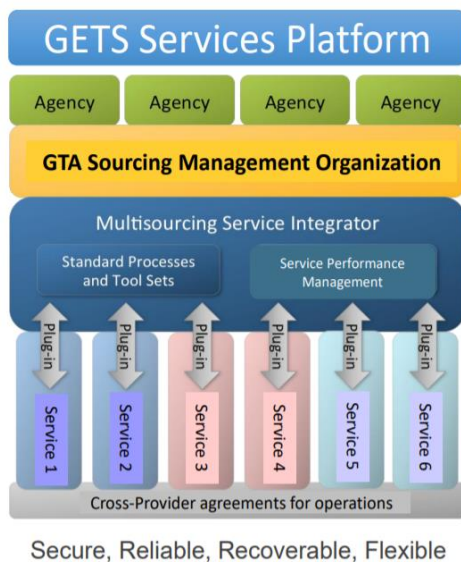 GETS Services Platform
Agency
Agency
Agency
Agency
GTA Sourcing Management Organization
Multisourcing Service Integrator
Standard Processes
and Tool Sets
Service Performance
Management
Plug-in
Plug-in
Plug-in
Plug-in
Plug-in
Plug-in
Service 1
Service 2
Service 3
Service 4
Service 5
Service 6
Cross-Provider agreements for operations
Secure, Reliable, Recoverable, Flexible